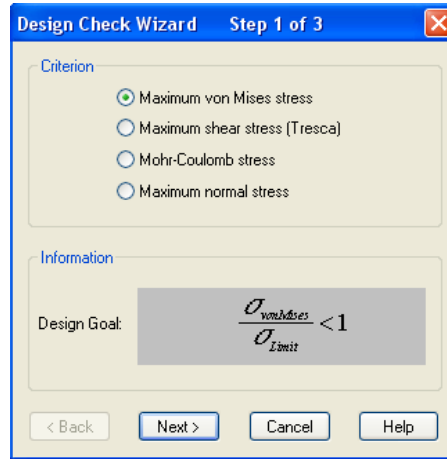 Design Check Wizard Step 1 of 3
Criterion
Maximum von Mises stress
Maximum shear stress (Tresca)
Mohr-Coulomb stress
Maximum normal stress
Information
Design Goal: σvonMises / σLimit < 1
< Back Next > Cancel Help